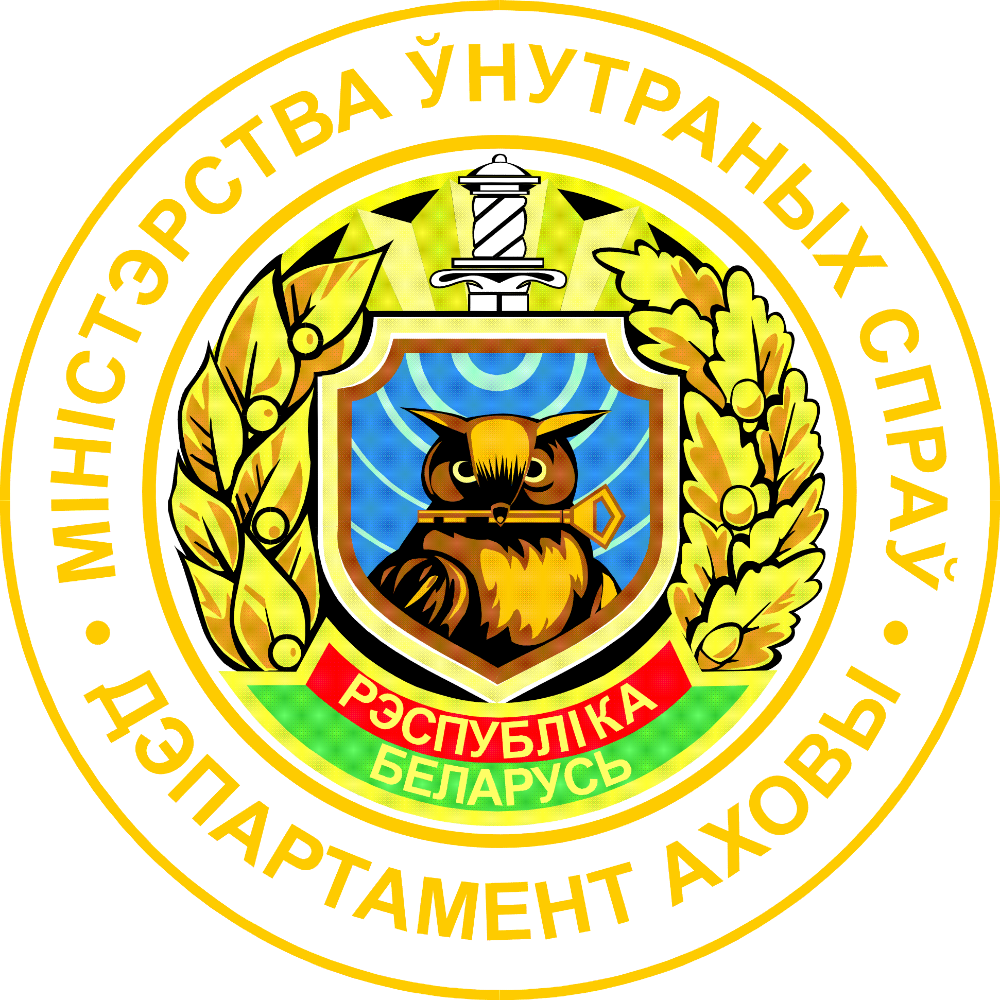 МІНІСТЭРСТВА ЎНУТРАНЫХ СПРАЎ
РЭСПУБЛІКА
БЕЛАРУСЬ
• ДЭПАРТАМЕНТ АХОВЫ •